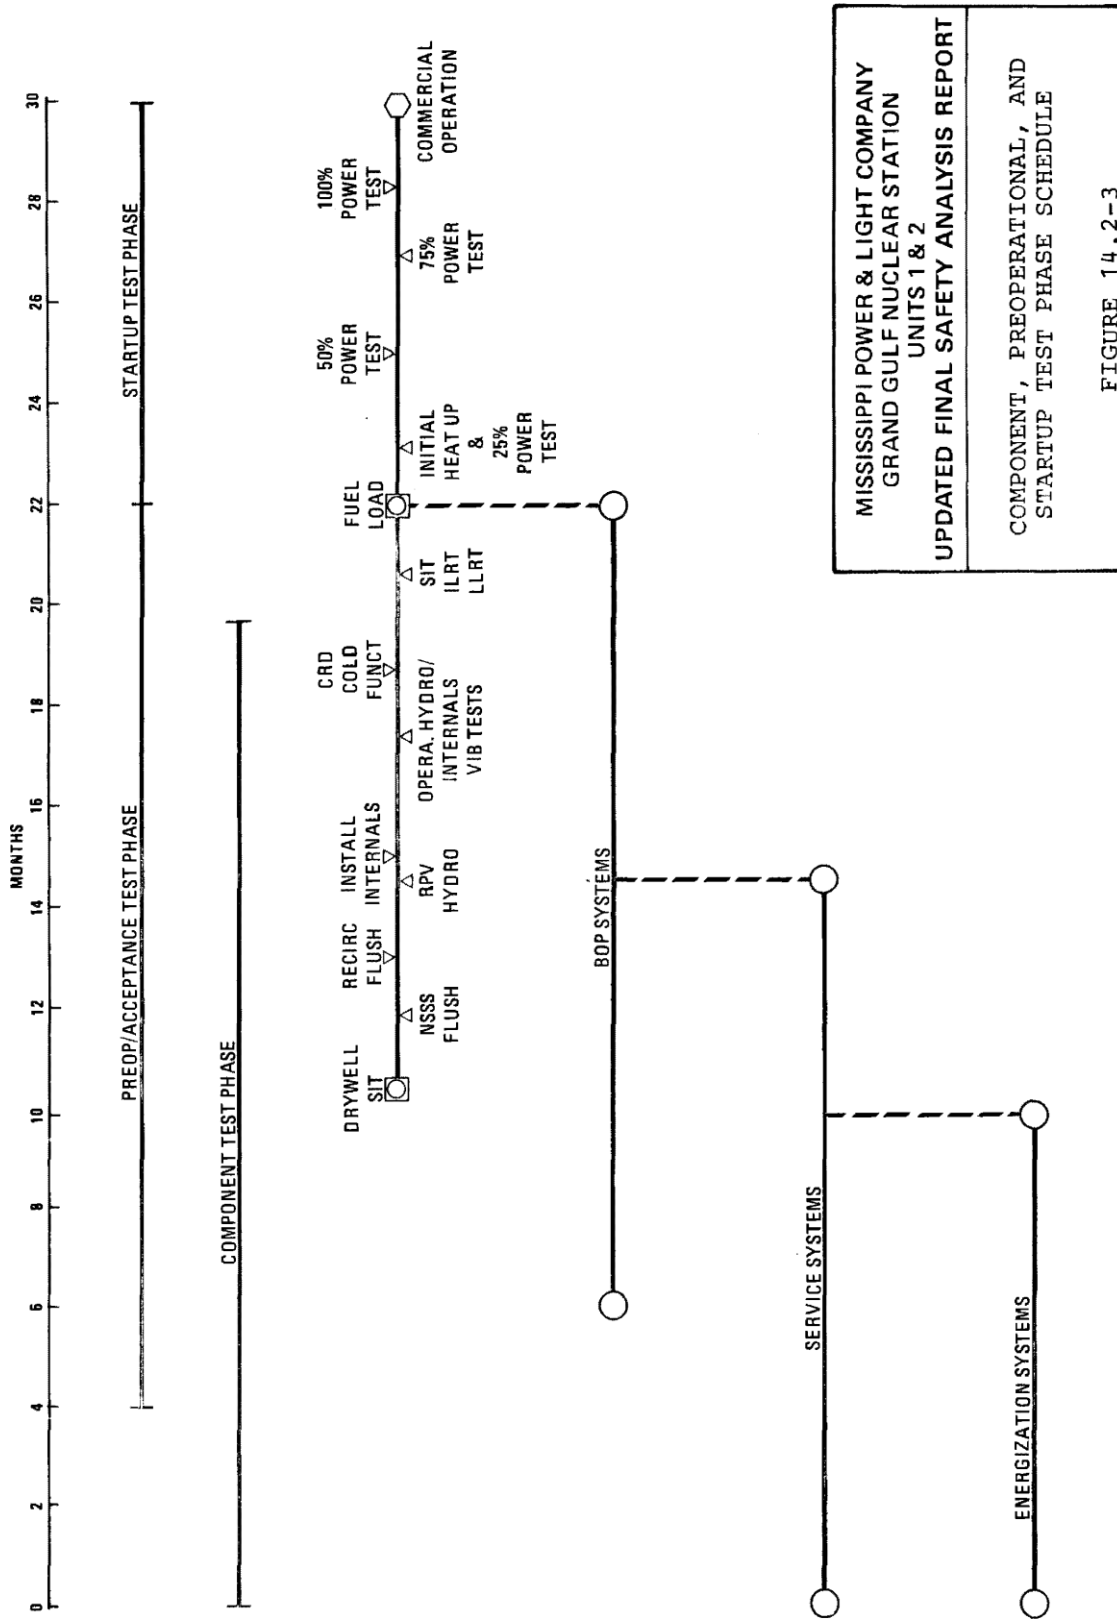 MONTHS
0 2 4 6 8 10 12 14 16 18 20 22 24 26 28 30
PREOP/ACCEPTANCE TEST PHASE
STARTUP TEST PHASE
COMPONENT TEST PHASE
DRYWELL
SIT
NSSS
FLUSH
RECIRC
FLUSH
RPV
HYDRO
INSTALL
INTERNALS
OPERA. HYDRO/
INTERNALS
VIB TESTS
CRD
COLD
FUNCT
SIT
ILRT
LLRT
FUEL
LOAD
INITIAL
HEAT UP
&
25%
POWER
TEST
50%
POWER
TEST
75%
POWER
TEST
100%
POWER
TEST
COMMERCIAL
OPERATION
BOP SYSTEMS
SERVICE SYSTEMS
ENERGIZATION SYSTEMS
MISSISSIPPI POWER & LIGHT COMPANY
GRAND GULF NUCLEAR STATION
UNITS 1 & 2
UPDATED FINAL SAFETY ANALYSIS REPORT
COMPONENT, PREOPERATIONAL, AND
STARTUP TEST PHASE SCHEDULE
FIGURE 14.2-3